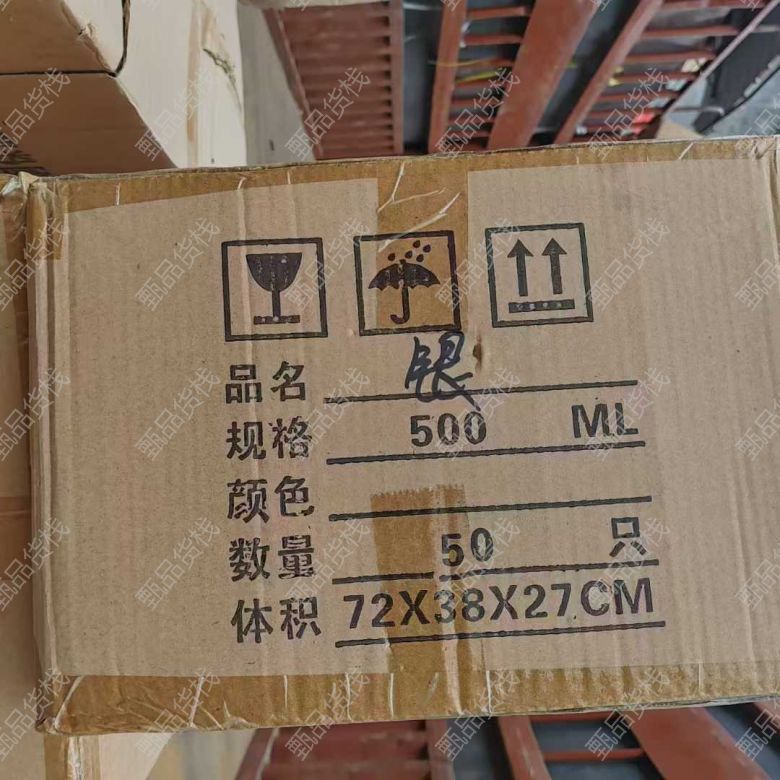 品名 银
规格 500 ML
颜色
数量 50 只
体积 72X38X27CM
甄品货栈